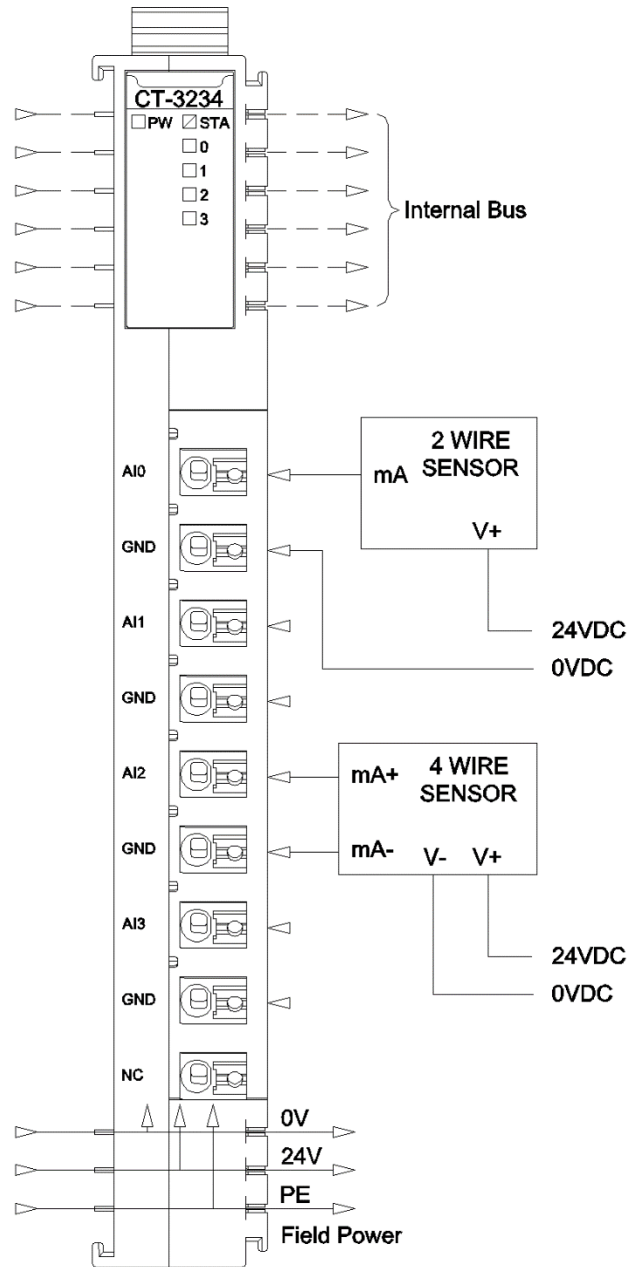 CT-3234
PW STA
0
1
2
3
Internal Bus
AI0
GND
AI1
GND
AI2
GND
AI3
GND
NC
2 WIRE
SENSOR
mA
V+
24VDC
0VDC
4 WIRE
SENSOR
mA+
mA-
V- V+
24VDC
0VDC
0V
24V
PE
Field Power